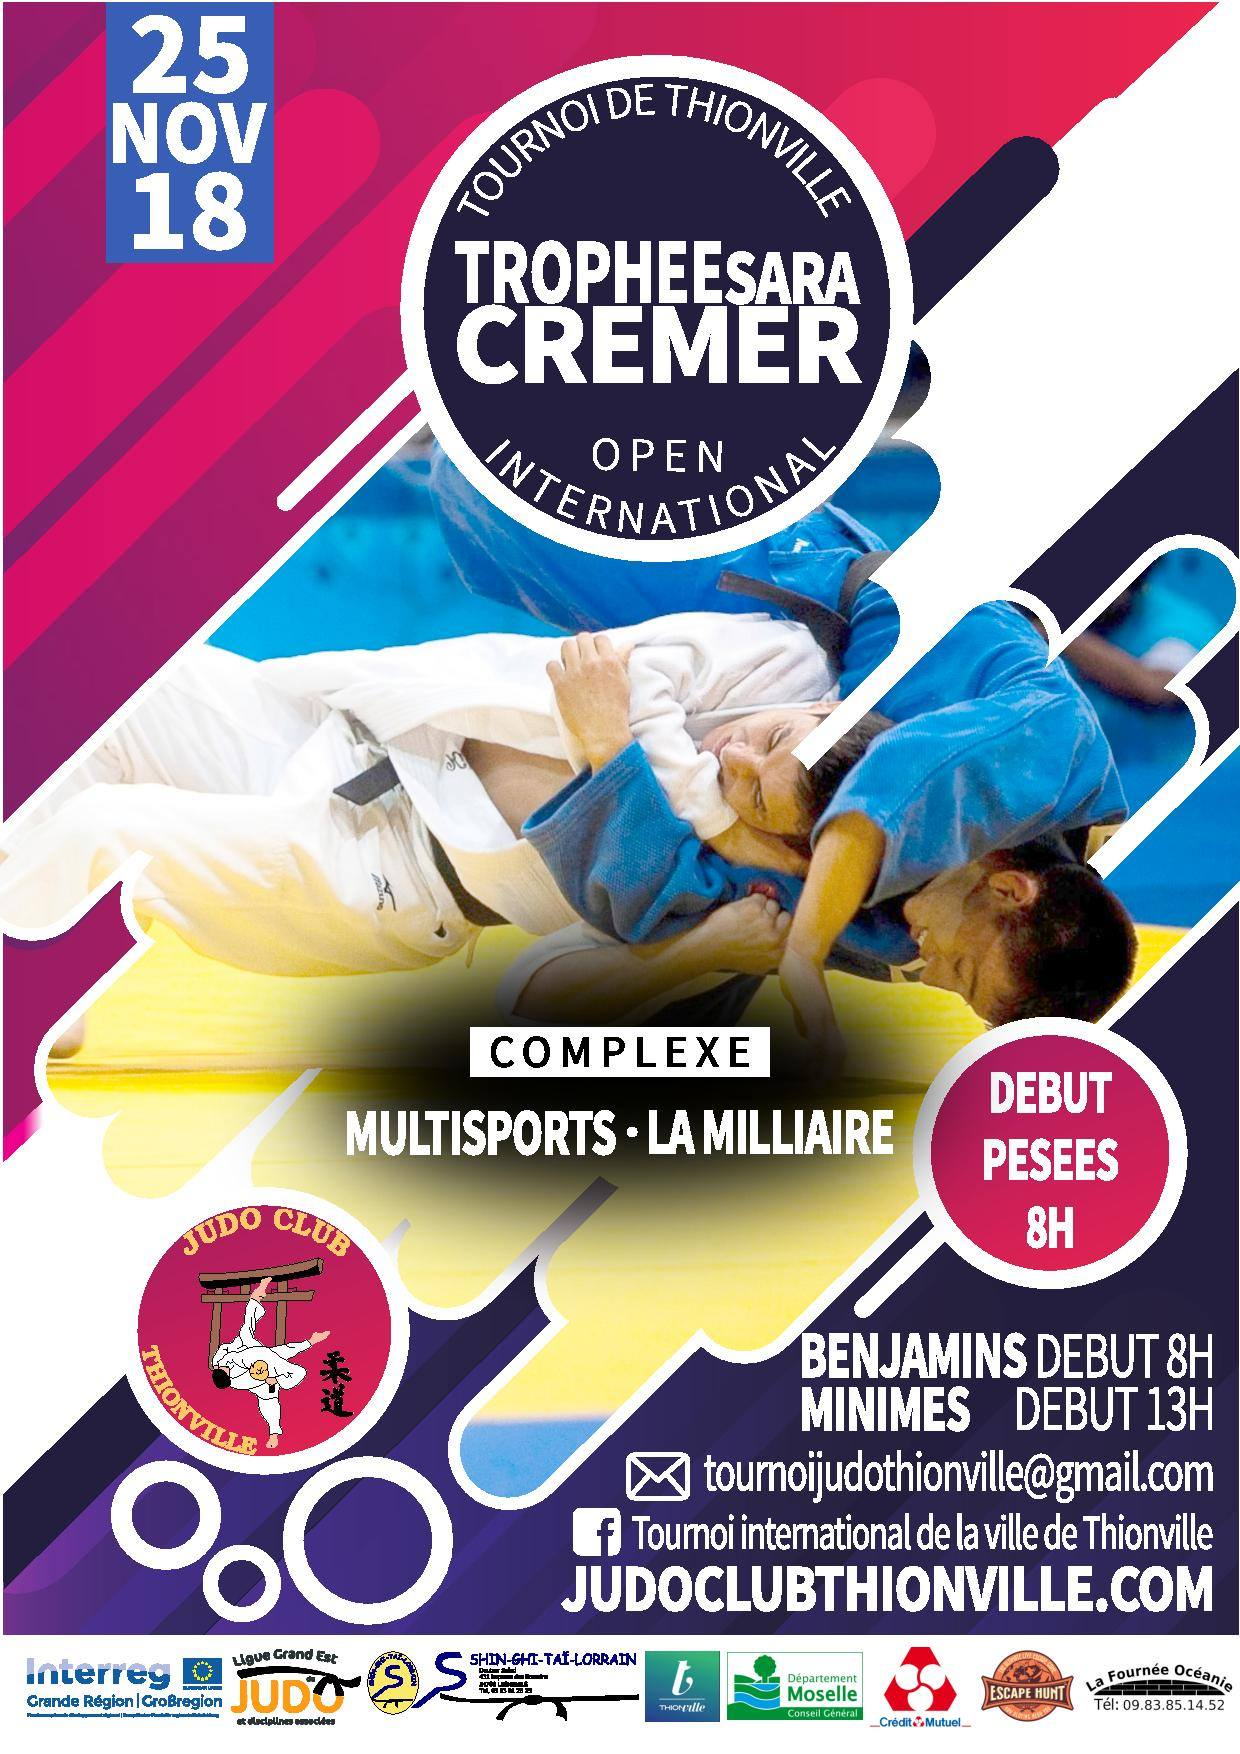 25
NOV
18
TOURNOI DE THIONVILLE
TROPHEE SARA
CREMER
OPEN
INTERNATIONAL
COMPLEXE
MULTISPORTS · LA MILLIAIRE
DEBUT
PESEES
8H
JUDO CLUB
THIONVILLE
柔道
BENJAMINS DEBUT 8H
MINIMES DEBUT 13H
tournoijudothionville@gmail.com
f Tournoi international de la ville de Thionville
JUDOCLUBTHIONVILLE.COM
Interreg
Grande Région | Großregion
Ligue Grand Est
de
JUDO
et disciplines associées
SHIN-GHI-TAÏ-LORRAIN
t
THIONVILLE
Département
Moselle
Conseil Général
Crédit Mutuel
ESCAPE HUNT
La Fournée Océanie
Tél: 09.83.85.14.52